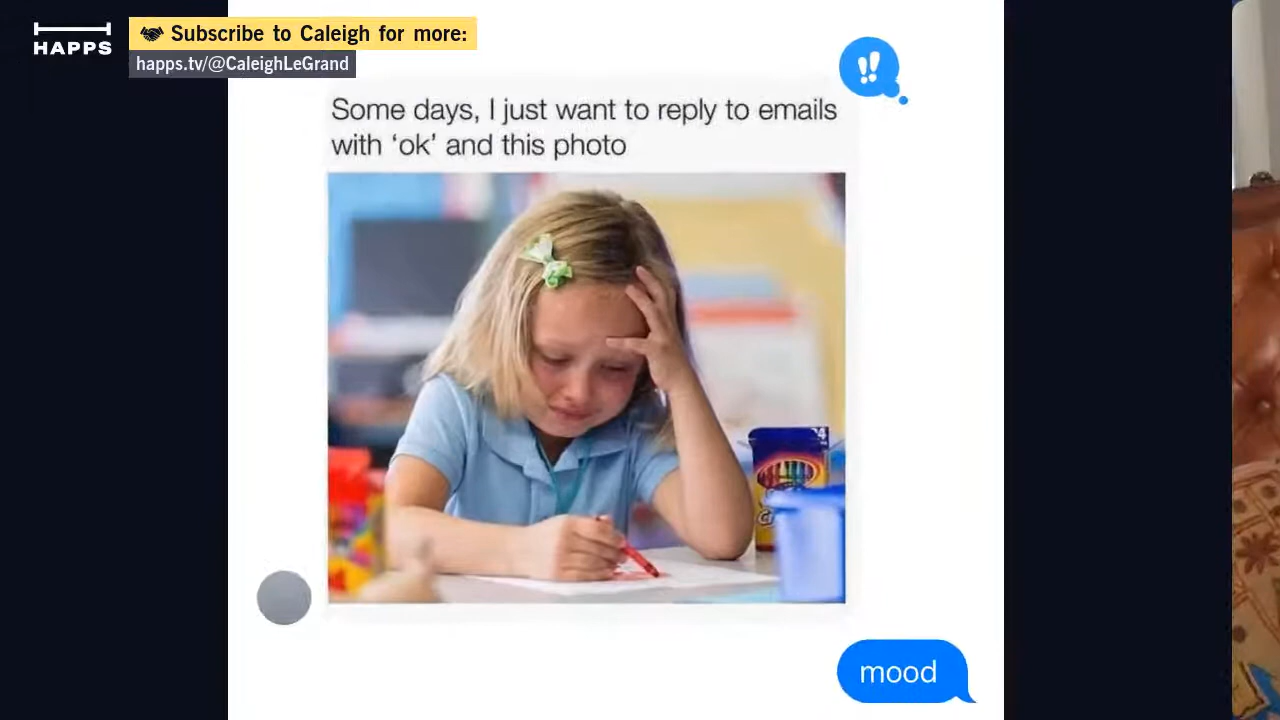 HAPPS
Subscribe to Caleigh for more:
happs.tv/@CaleighLeGrand
!!
Some days, I just want to reply to emails
with ‘ok’ and this photo
mood